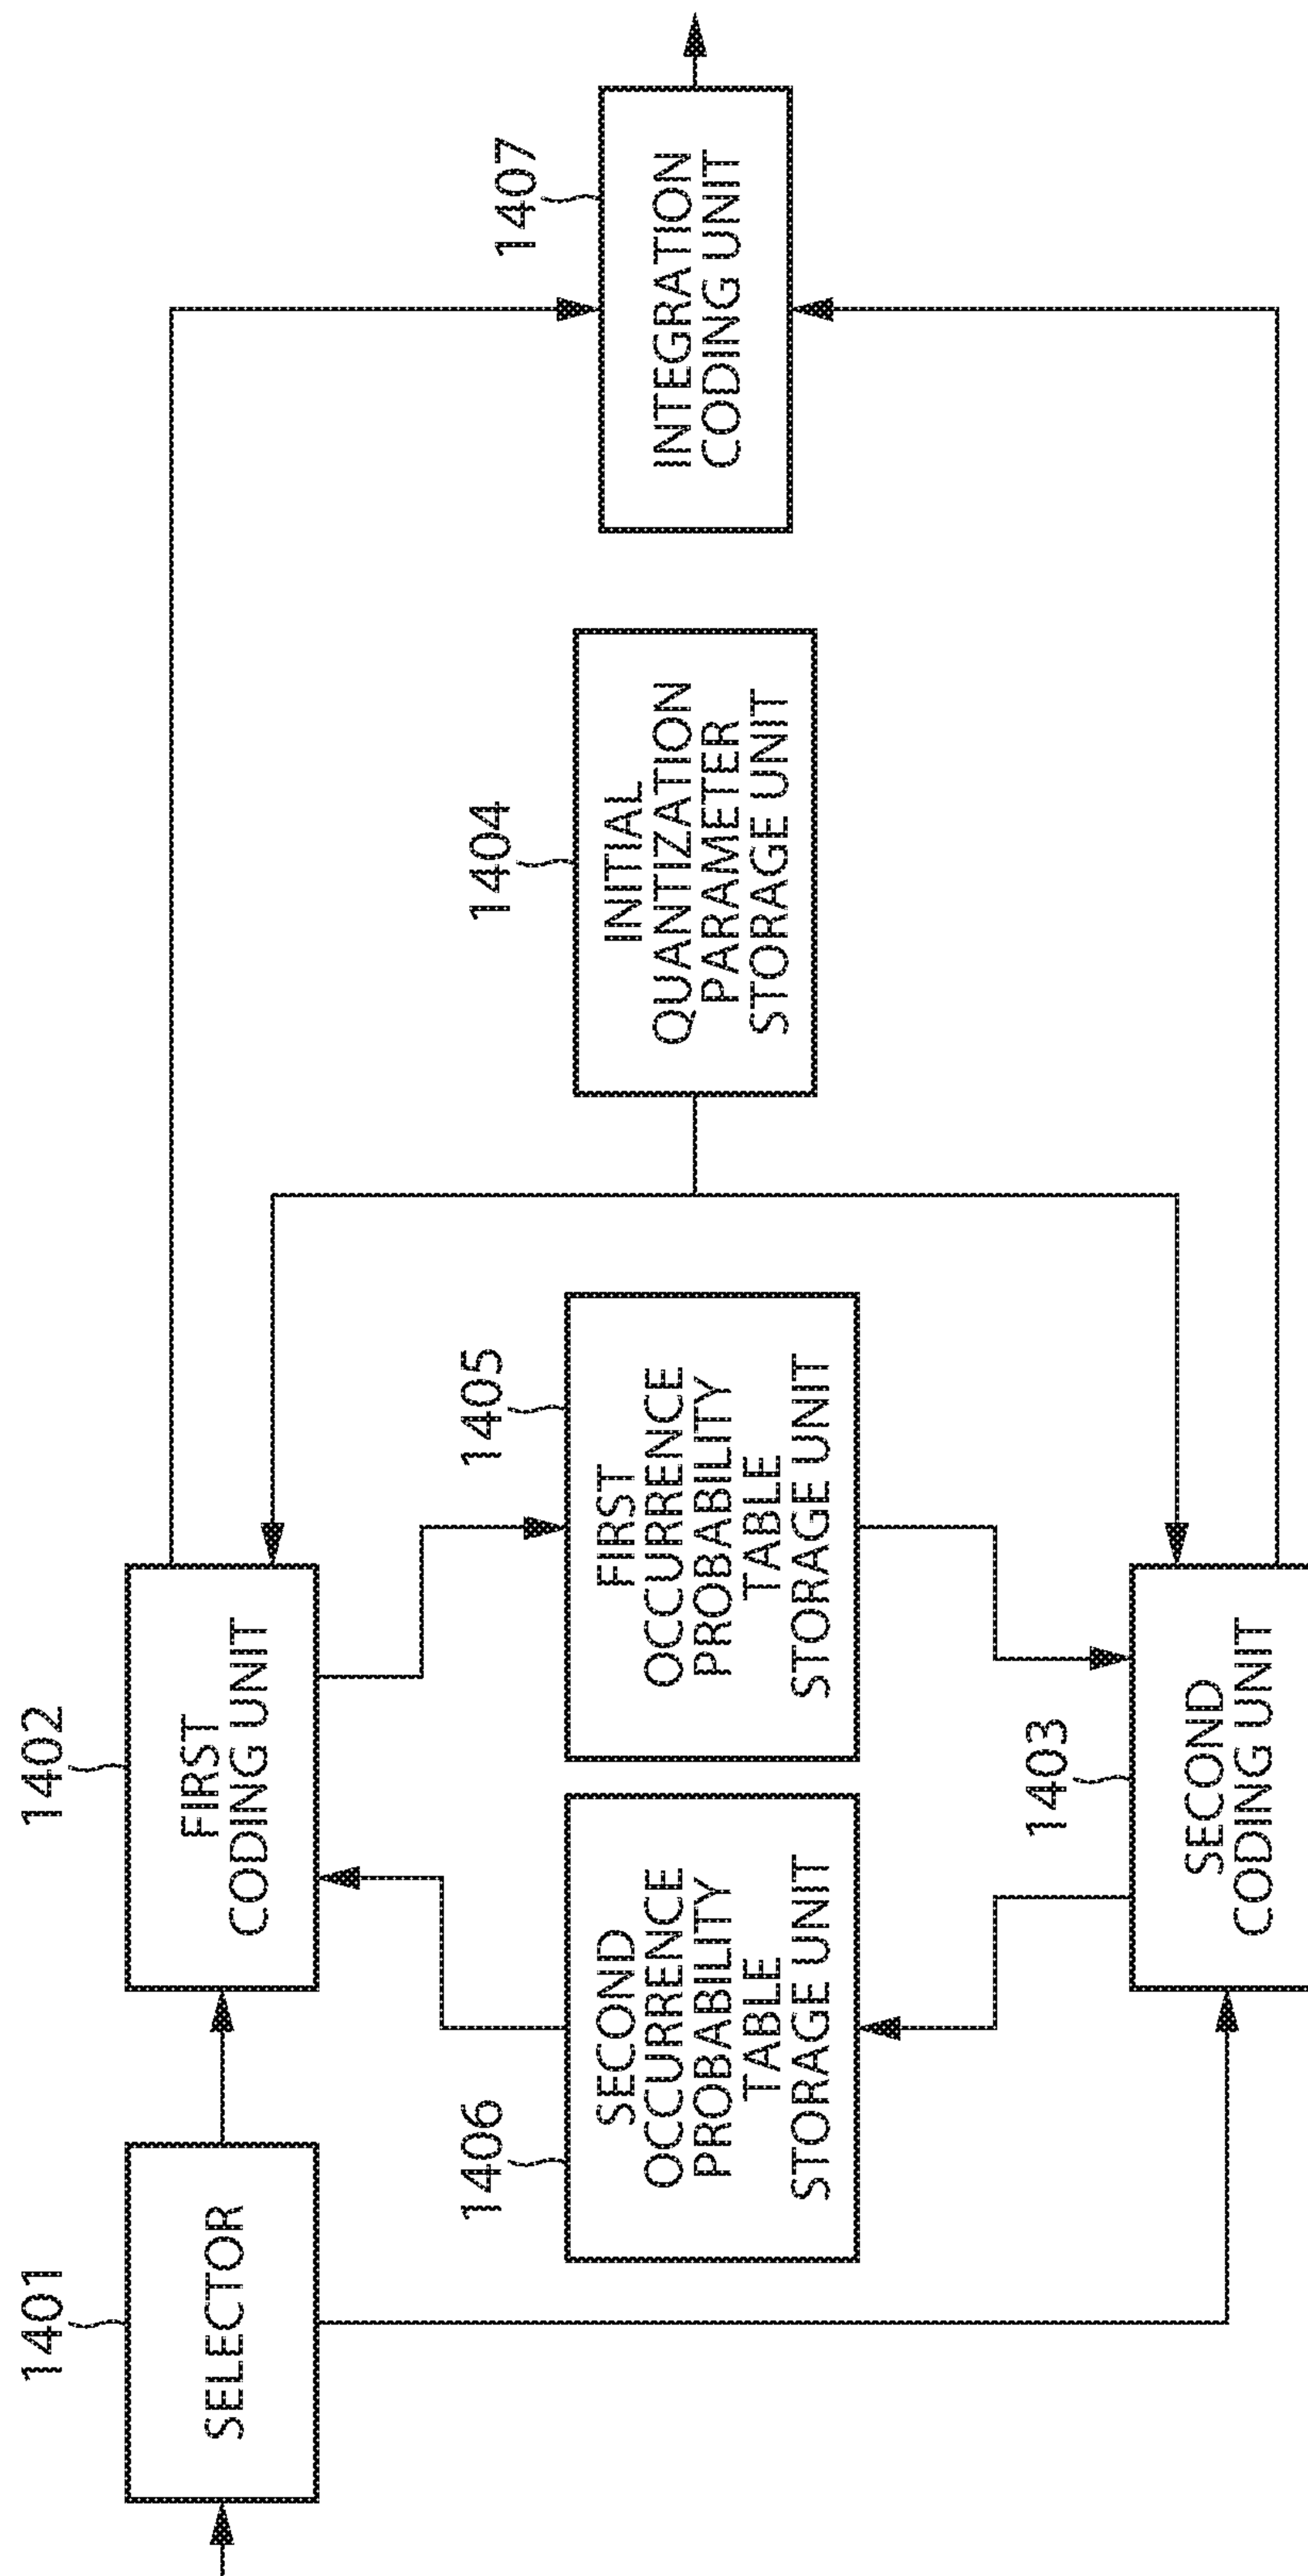 1401
SELECTOR
1402
FIRST
CODING UNIT
1406
SECOND
OCCURRENCE
PROBABILITY
TABLE
STORAGE UNIT
1405
FIRST
OCCURRENCE
PROBABILITY
TABLE
STORAGE UNIT
1403
SECOND
CODING UNIT
1404
INITIAL
QUANTIZATION
PARAMETER
STORAGE UNIT
1407
INTEGRATION
CODING UNIT